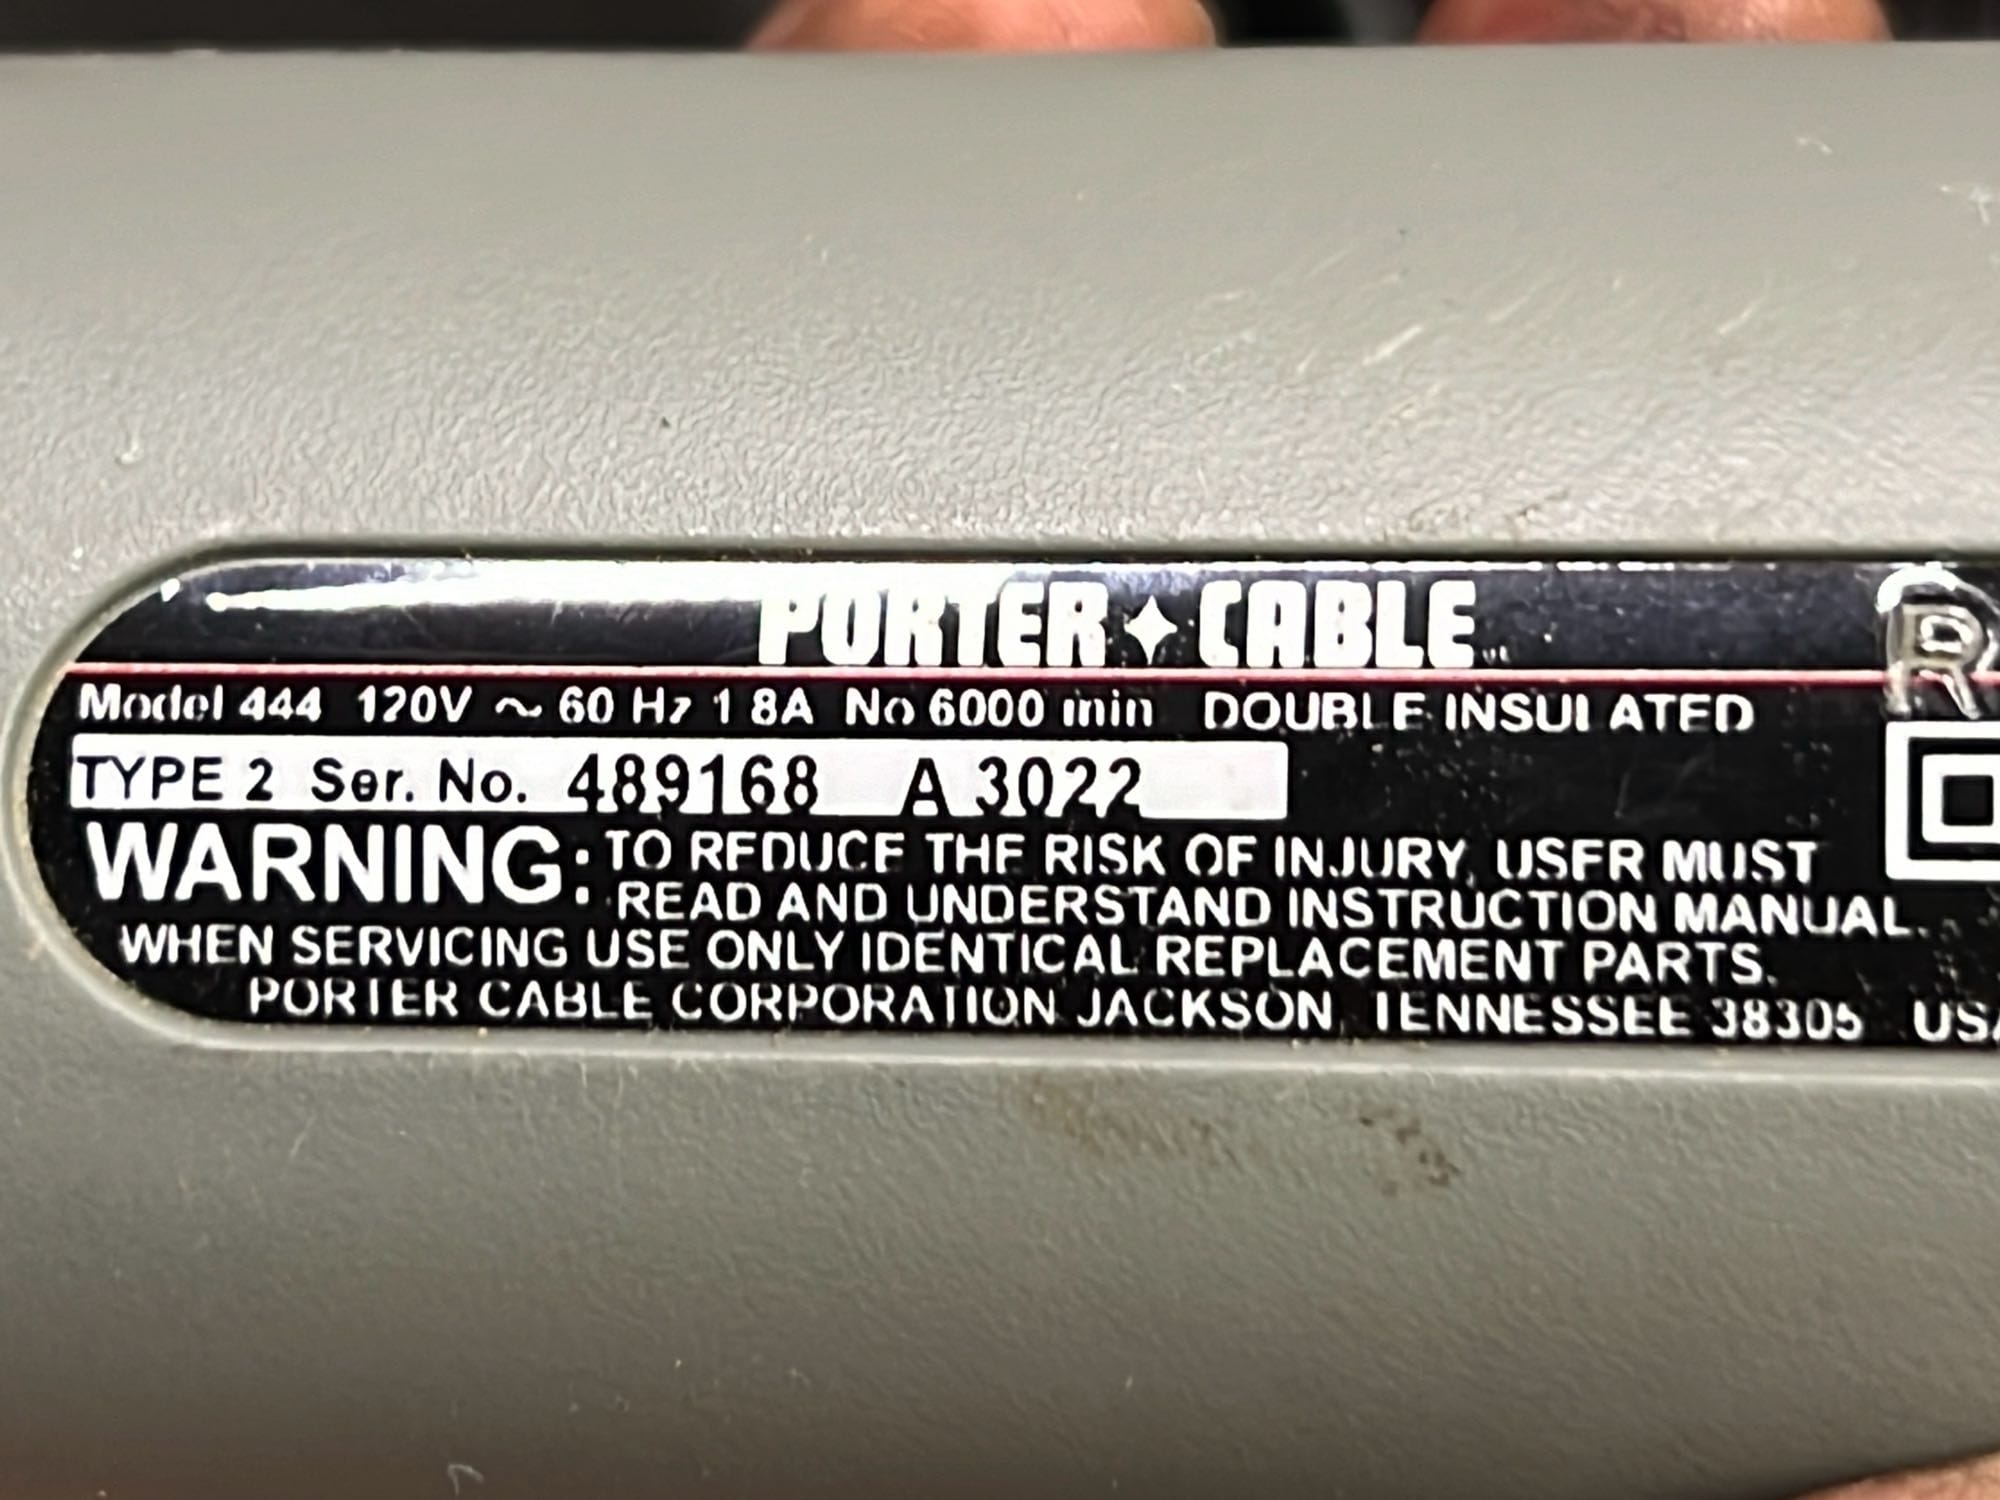 PORTER✦CABLE
R
Model 444 120V ~ 60 Hz 1.8A No 6000 min DOUBLE INSULATED
TYPE 2 Ser. No. 489168 A 3022
WARNING: TO REDUCE THE RISK OF INJURY, USER MUST
READ AND UNDERSTAND INSTRUCTION MANUAL.
WHEN SERVICING USE ONLY IDENTICAL REPLACEMENT PARTS.
PORTER CABLE CORPORATION JACKSON, TENNESSEE 38305 USA